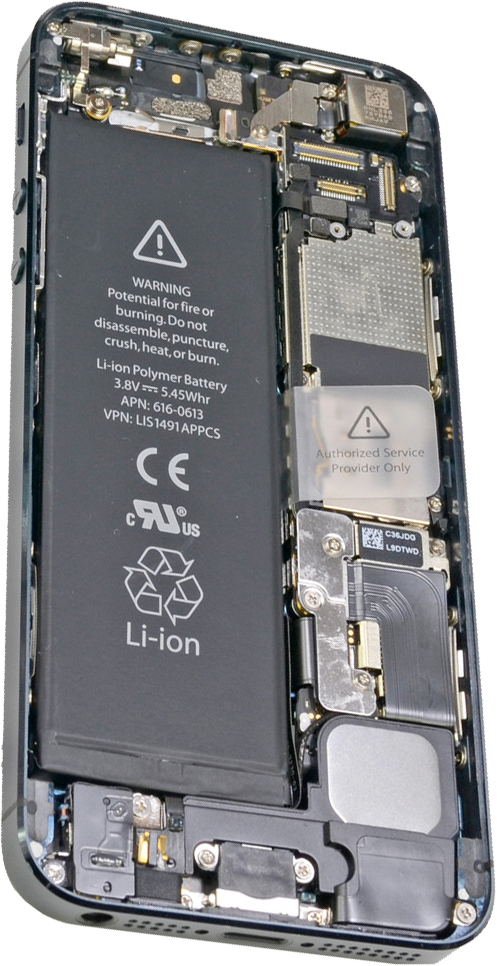 WARNING
Potential for fire or
burning. Do not
disassemble, puncture,
crush, heat, or burn.
Li-ion Polymer Battery
3.8V ⎓ 5.45Whr
APN: 616-0613
VPN: LIS1491APPCS
CE
c RU ® US
Li-ion
Authorized Service
Provider Only
C36JDG
L9DTWD